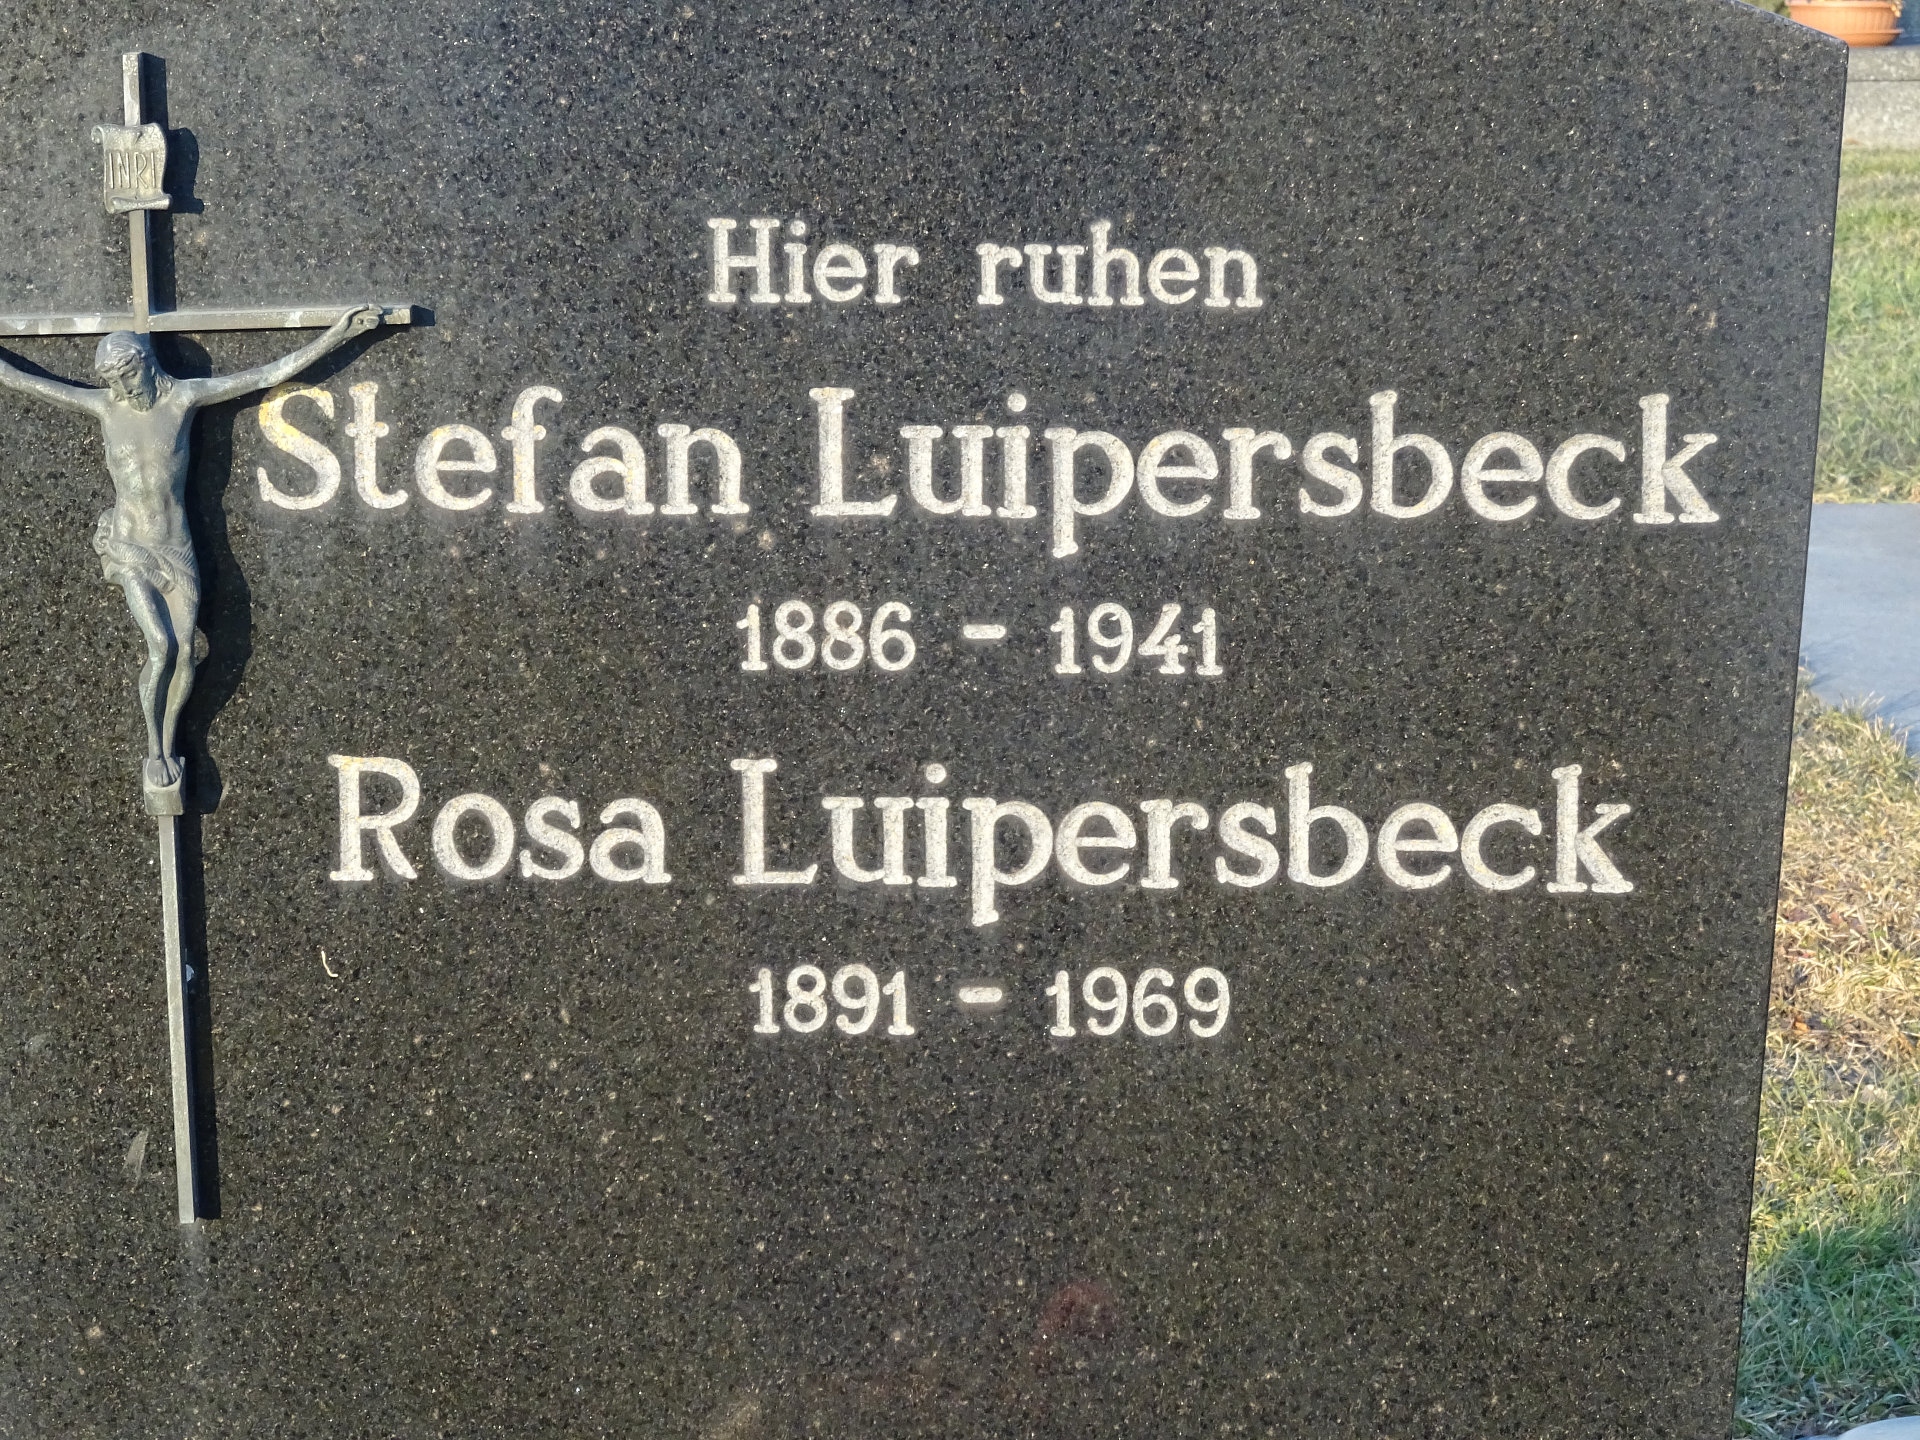 INRI
Hier ruhen
Stefan Luipersbeck
1886 - 1941
Rosa Luipersbeck
1891 - 1969